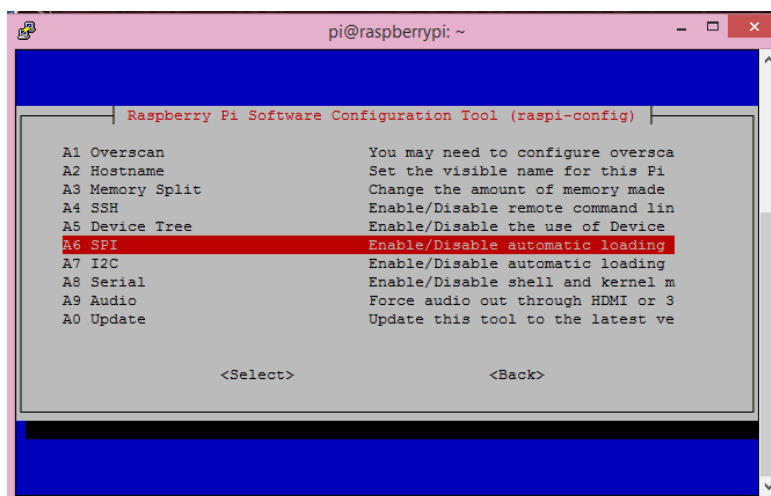 pi@raspberrypi: ~
Raspberry Pi Software Configuration Tool (raspi-config)
A1 Overscan You may need to configure oversca
A2 Hostname Set the visible name for this Pi
A3 Memory Split Change the amount of memory made
A4 SSH Enable/Disable remote command lin
A5 Device Tree Enable/Disable the use of Device
A6 SPI Enable/Disable automatic loading
A7 I2C Enable/Disable automatic loading
A8 Serial Enable/Disable shell and kernel m
A9 Audio Force audio out through HDMI or 3
A0 Update Update this tool to the latest ve
<Select> <Back>